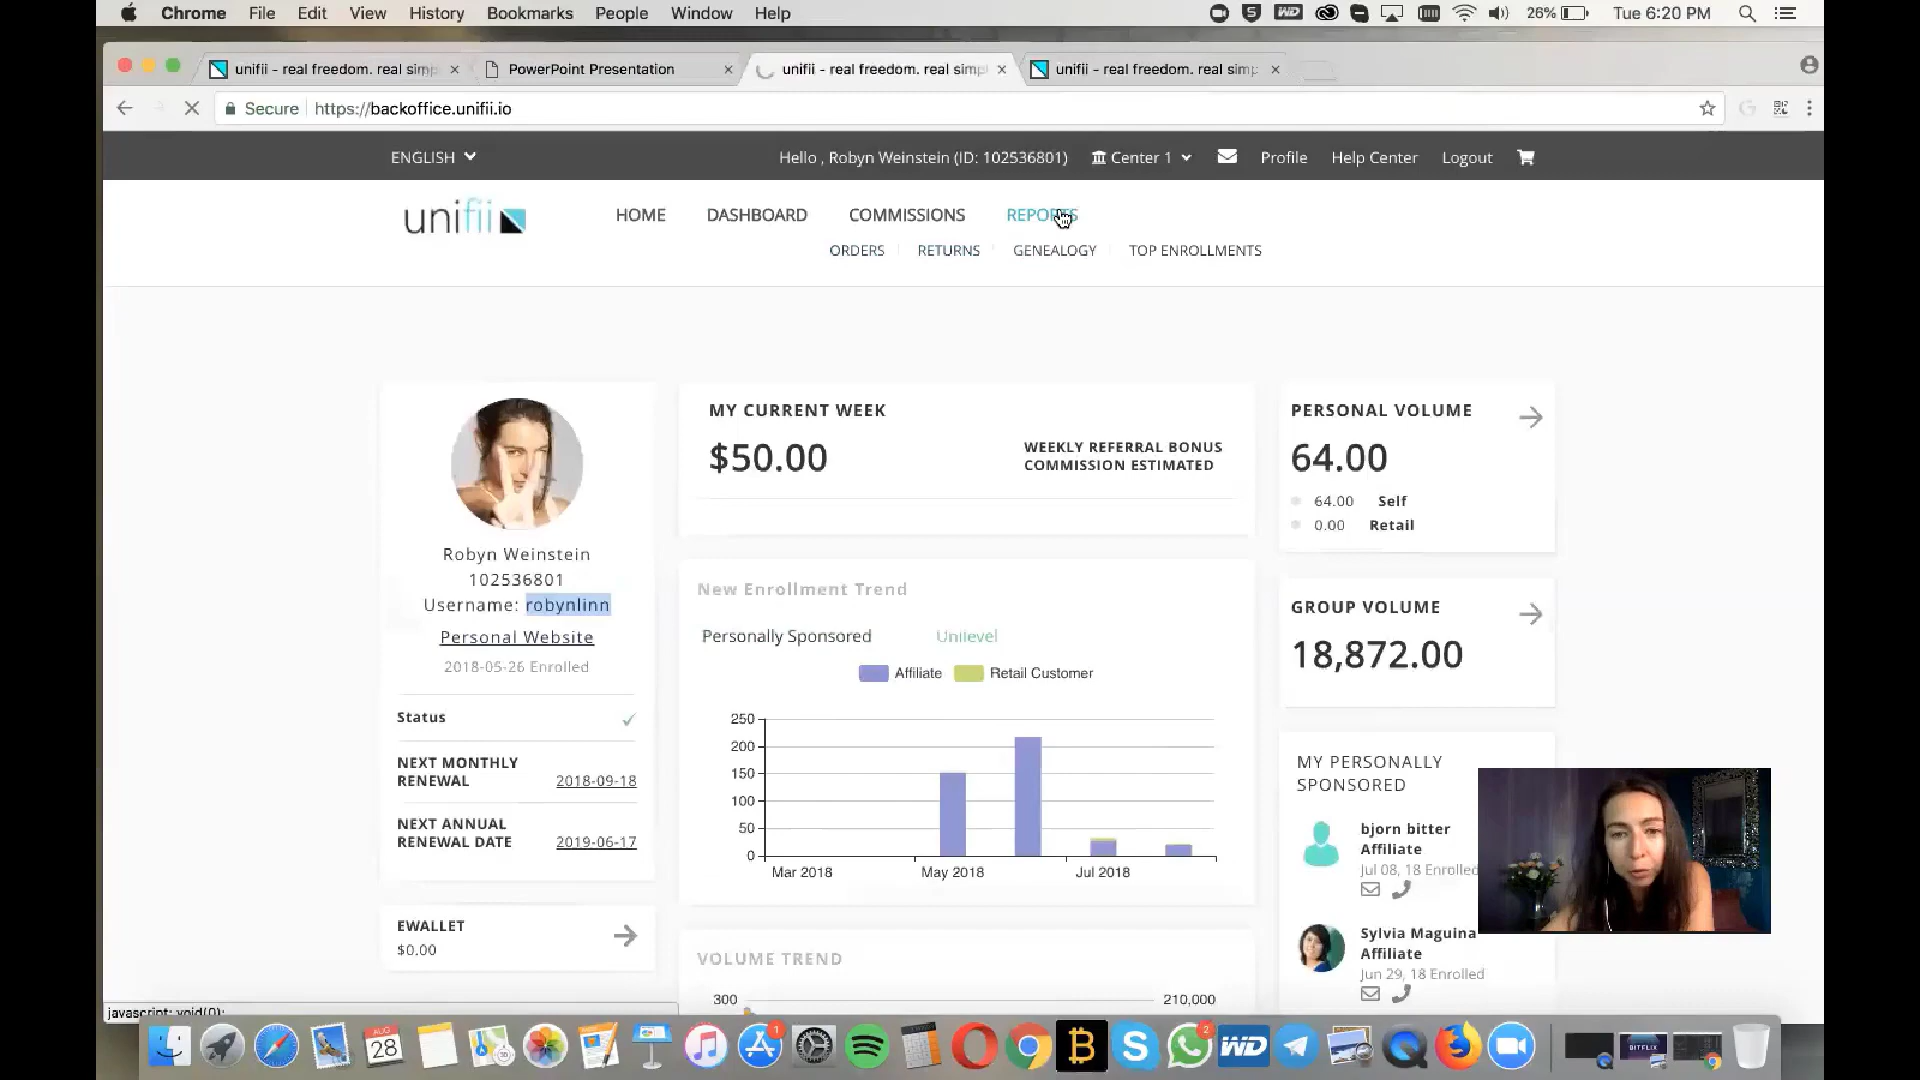 Chrome File Edit View History Bookmarks People Window Help
26% Tue 6:20 PM
unifii - real freedom. real simp
PowerPoint Presentation
unifii - real freedom. real simp
unifii - real freedom. real simp
Secure https://backoffice.unifii.io
ENGLISH
Hello , Robyn Weinstein (ID: 102536801) Center 1 Profile Help Center Logout
unifii
HOME DASHBOARD COMMISSIONS REPORTS
ORDERS RETURNS GENEALOGY TOP ENROLLMENTS
Robyn Weinstein
102536801
Username: robynlinn
Personal Website
2018-05-26 Enrolled
Status
NEXT MONTHLY
RENEWAL 2018-09-18
NEXT ANNUAL
RENEWAL DATE 2019-06-17
EWALLET
$0.00
MY CURRENT WEEK
$50.00
WEEKLY REFERRAL BONUS
COMMISSION ESTIMATED
New Enrollment Trend
Personally Sponsored Unilevel
Affiliate Retail Customer
250
200
150
100
50
0
Mar 2018 May 2018 Jul 2018
VOLUME TREND
300 210,000
PERSONAL VOLUME
64.00
64.00 Self
0.00 Retail
GROUP VOLUME
18,872.00
MY PERSONALLY
SPONSORED
bjorn bitter
Affiliate
Jul 08, 18 Enrolled
Sylvia Maguina
Affiliate
Jun 29, 18 Enrolled
javascript: void(0);
AUG
28
1
2
WD
BITFLIX